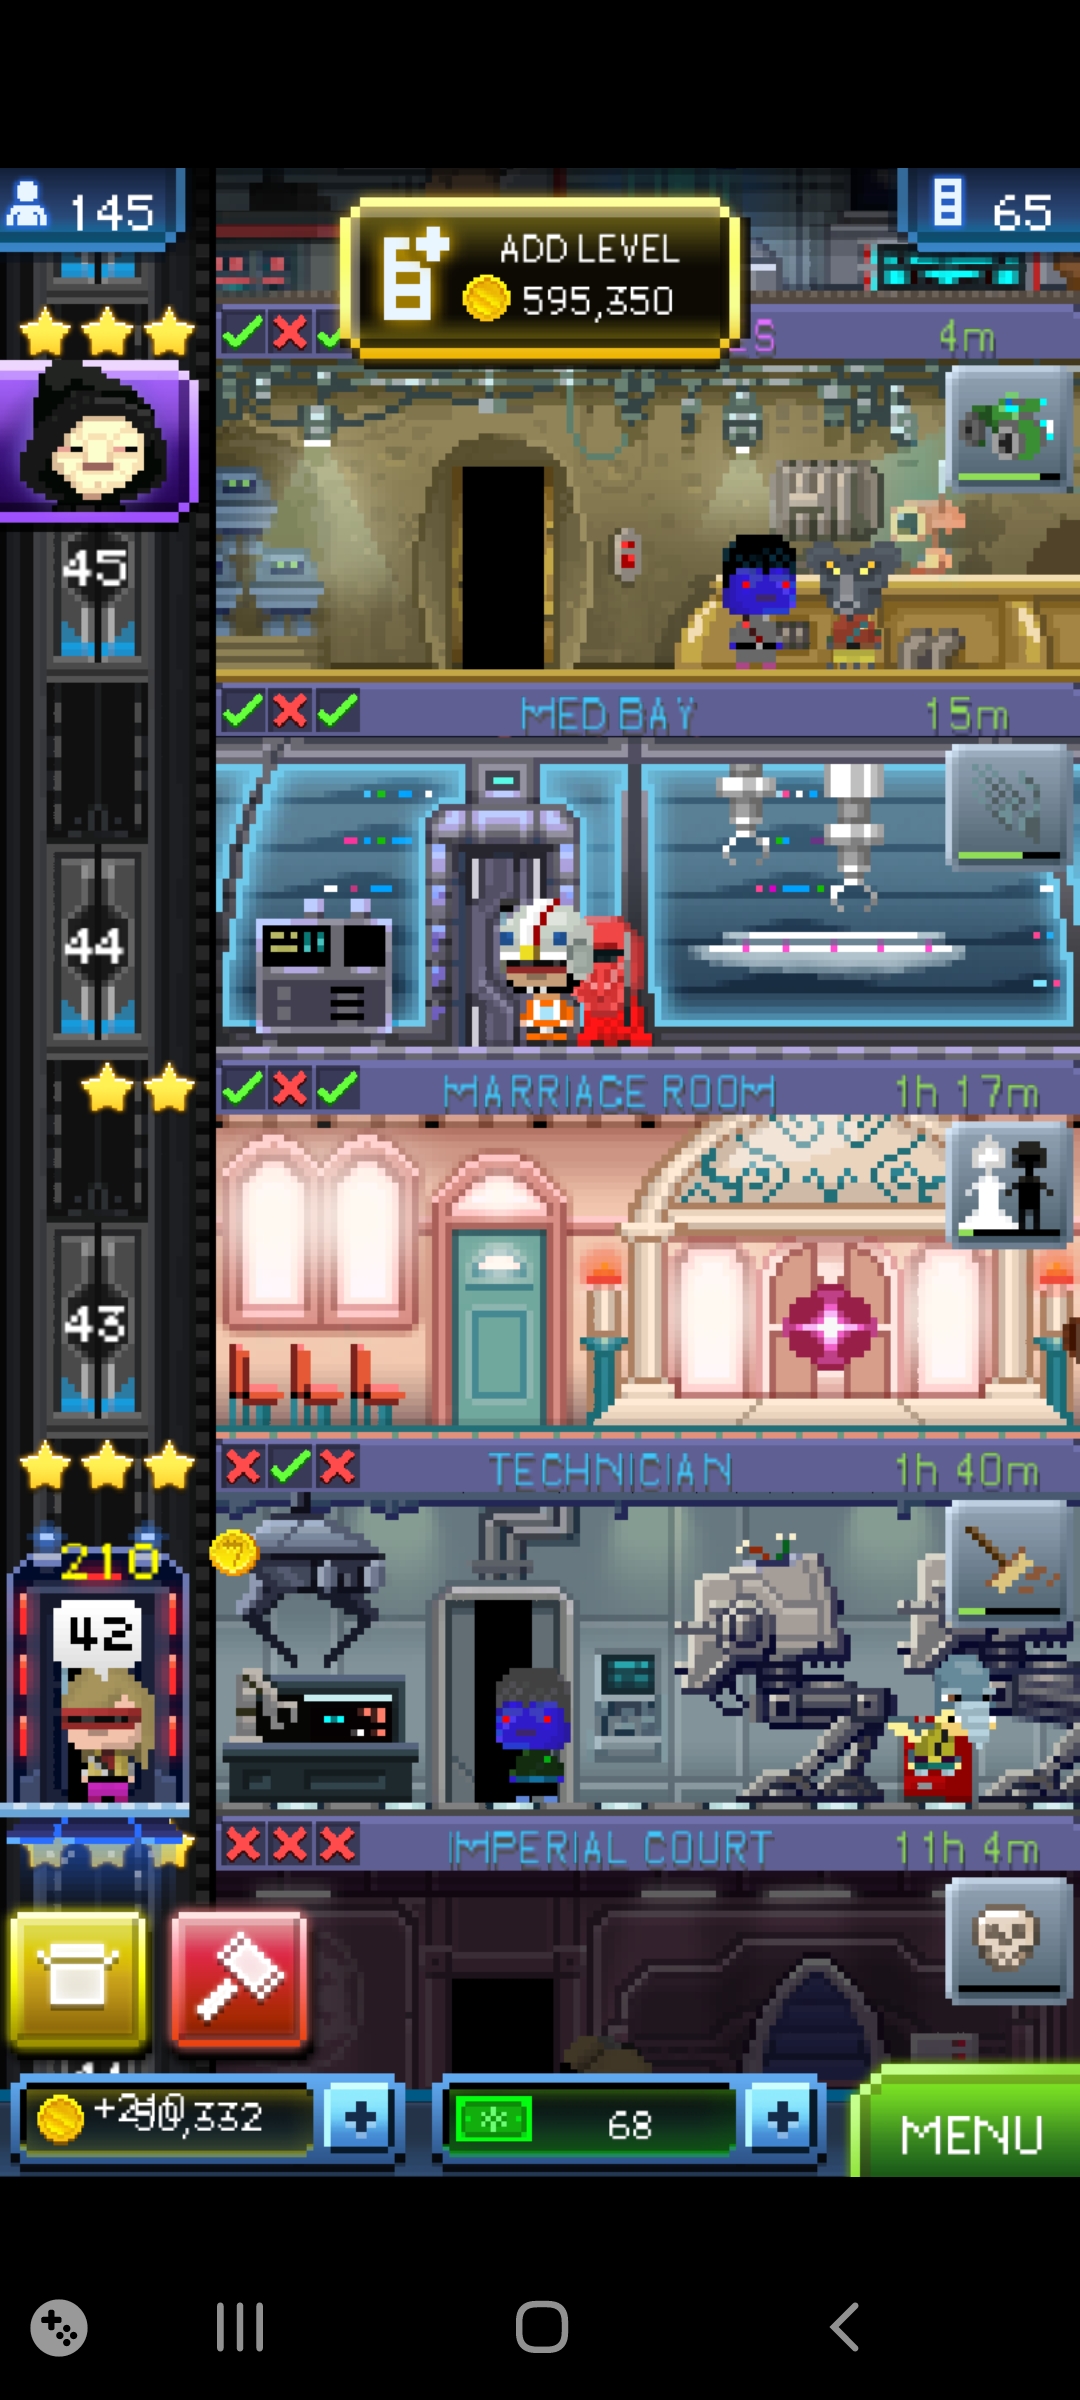 145
ADD LEVEL
595,350
65
4m
45
MED BAY 15m
44
MARRIAGE ROOM 1h 17m
43
TECHNICIAN 1h 40m
210
42
IMPERIAL COURT 11h 4m
68
MENU